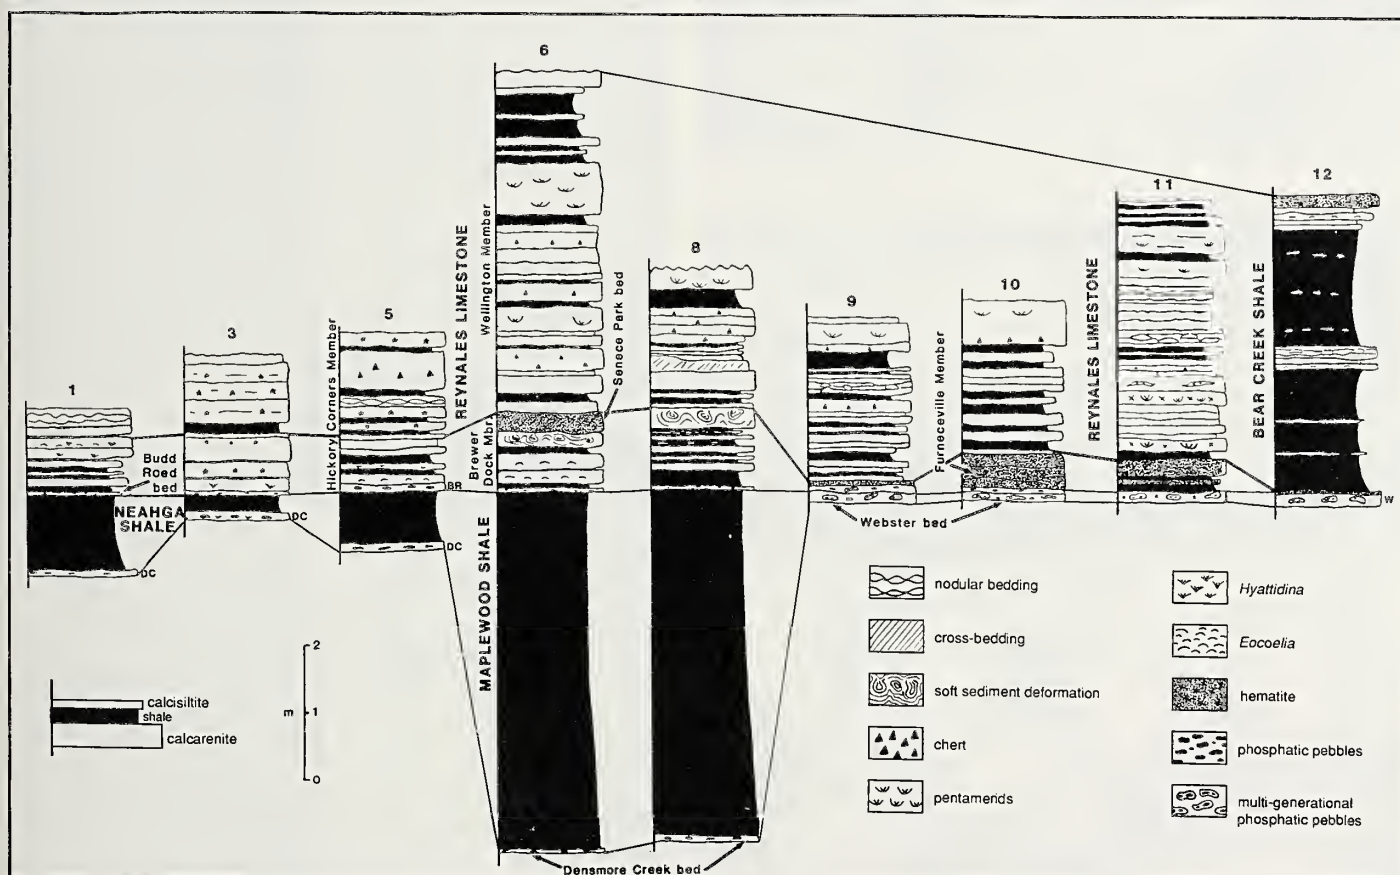 6
12
11
8
10
9
5
3
1
REYNALES LIMESTONE
Wellington Member
Brewer
Dock Mbr.
Hickory Corners Member
Seneca Park bed
Furnaceville Member
REYNALES LIMESTONE
BEAR CREEK SHALE
Budd
Road
bed
NEAHGA
SHALE
DC
DC
BR
DC
MAPLEWOOD SHALE
W
Webster bed
Densmore Creek bed
calcisiltite
shale
calcarenite
2
m 1
0
nodular bedding
cross-bedding
soft sediment deformation
chert
pentamerids
Hyattidina
Eocoelia
hematite
phosphatic pebbles
multi-generational
phosphatic pebbles